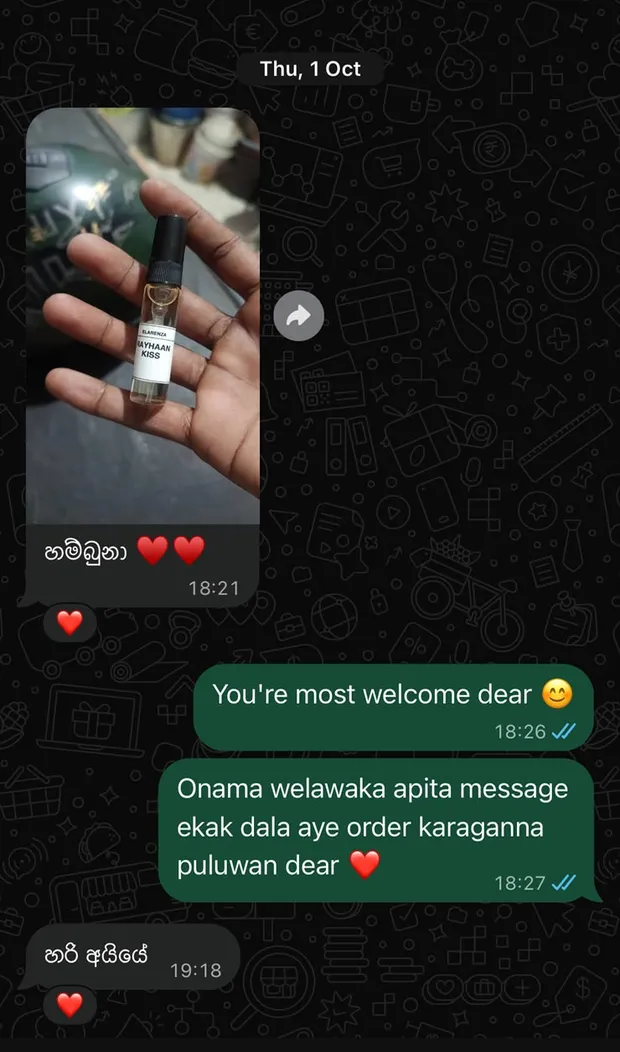 Thu, 1 Oct
ELARENZA
RAYHAAN
KISS
හම්බුනා ❤️❤️
18:21
❤️
You're most welcome dear 😊
18:26
Onama welawaka apita message
ekak dala aye order karaganna
puluwan dear ❤️
18:27
හරි අයියේ
19:18
❤️